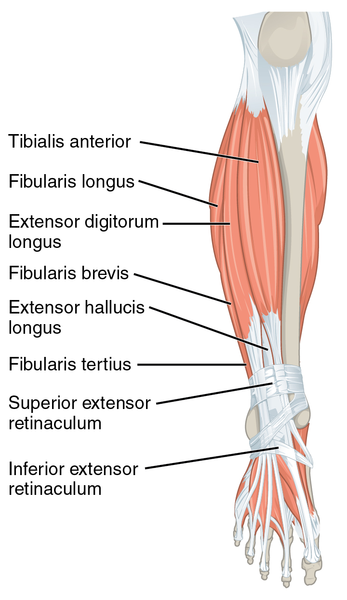 Tibialis anterior
Fibularis longus
Extensor digitorum
longus
Fibularis brevis
Extensor hallucis
longus
Fibularis tertius
Superior extensor
retinaculum
Inferior extensor
retinaculum